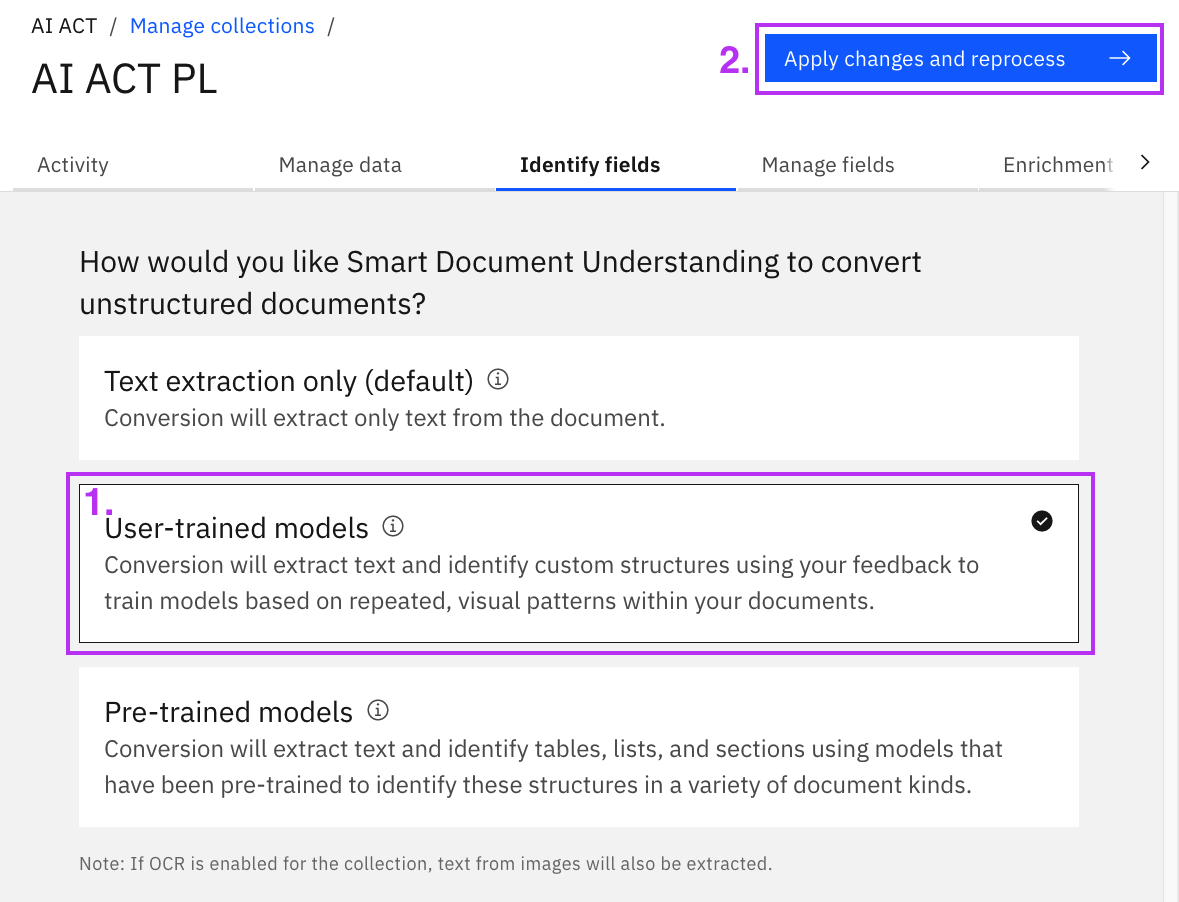 AI ACT / Manage collections /
AI ACT PL
2. Apply changes and reprocess
Activity Manage data Identify fields Manage fields Enrichment
How would you like Smart Document Understanding to convert
unstructured documents?
Text extraction only (default)
Conversion will extract only text from the document.
1.
User-trained models
Conversion will extract text and identify custom structures using your feedback to
train models based on repeated, visual patterns within your documents.
Pre-trained models
Conversion will extract text and identify tables, lists, and sections using models that
have been pre-trained to identify these structures in a variety of document kinds.
Note: If OCR is enabled for the collection, text from images will also be extracted.